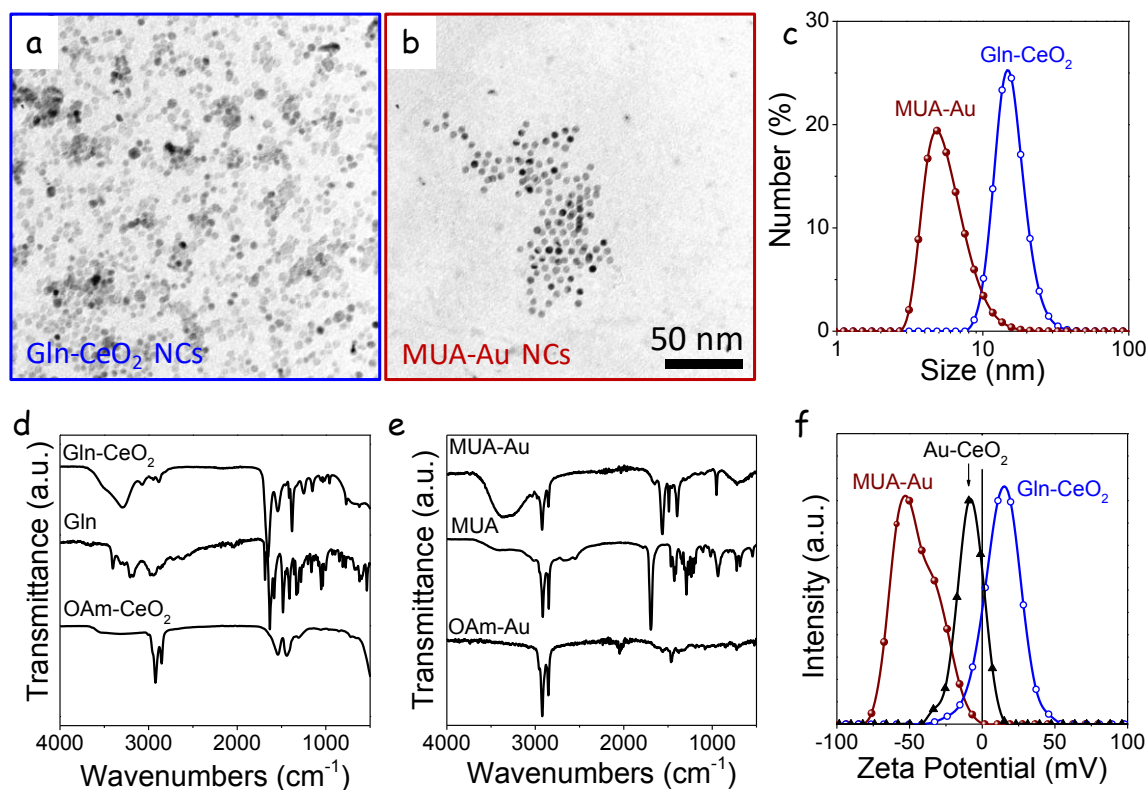 a
Gln-CeO₂ NCs
b
50 nm
MUA-Au NCs
c
Number (%)
30
20
10
0
MUA-Au
Gln-CeO₂
1
10
100
Size (nm)
d
Transmittance (a.u.)
Gln-CeO₂
Gln
OAm-CeO₂
4000
3000
2000
1000
Wavenumbers (cm⁻¹)
e
Transmittance (a.u.)
MUA-Au
MUA
OAm-Au
4000
3000
2000
1000
Wavenumbers (cm⁻¹)
f
Intensity (a.u.)
Au-CeO₂
MUA-Au
Gln-CeO₂
-100
-50
0
50
100
Zeta Potential (mV)